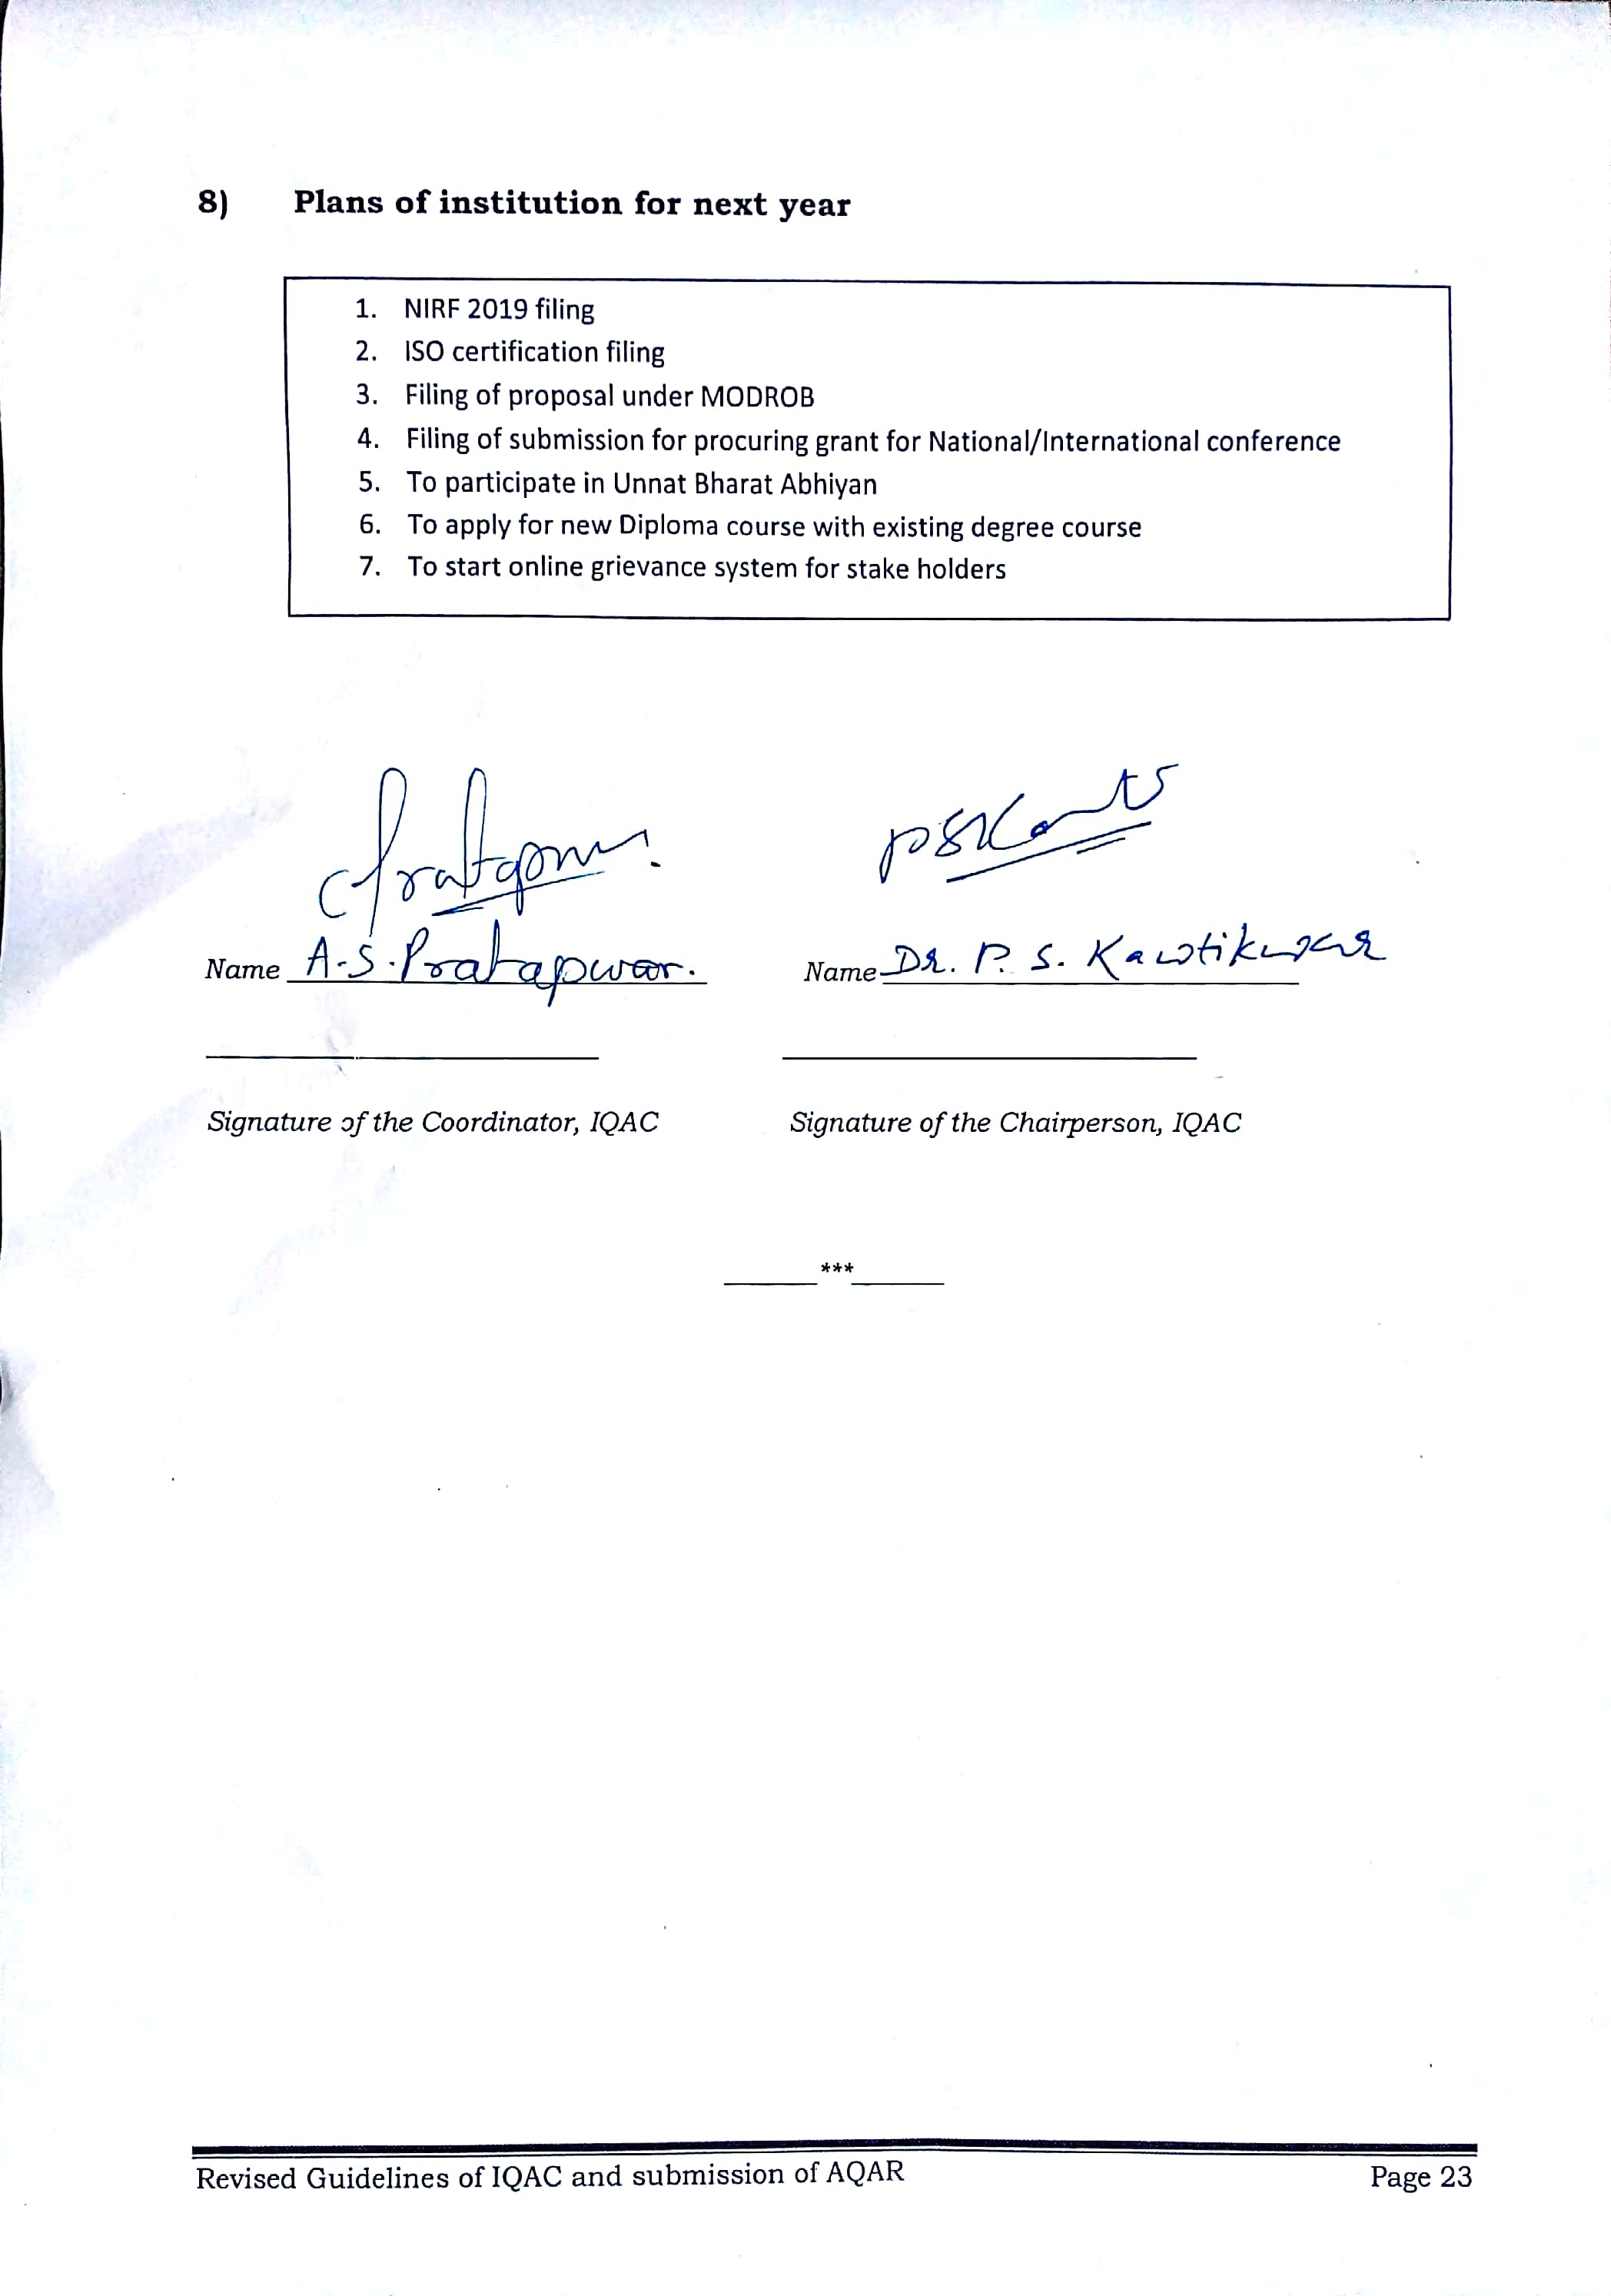 8) Plans of institution for next year
1. NIRF 2019 filing
2. ISO certification filing
3. Filing of proposal under MODROB
4. Filing of submission for procuring grant for National/International conference
5. To participate in Unnat Bharat Abhiyan
6. To apply for new Diploma course with existing degree course
7. To start online grievance system for stake holders
Name A.S. Pratapwar. Name Dr. P. S.
Signature of the Coordinator, IQAC Signature of the Chairperson, IQAC
***
Revised Guidelines of IQAC and submission of AQAR Page 23